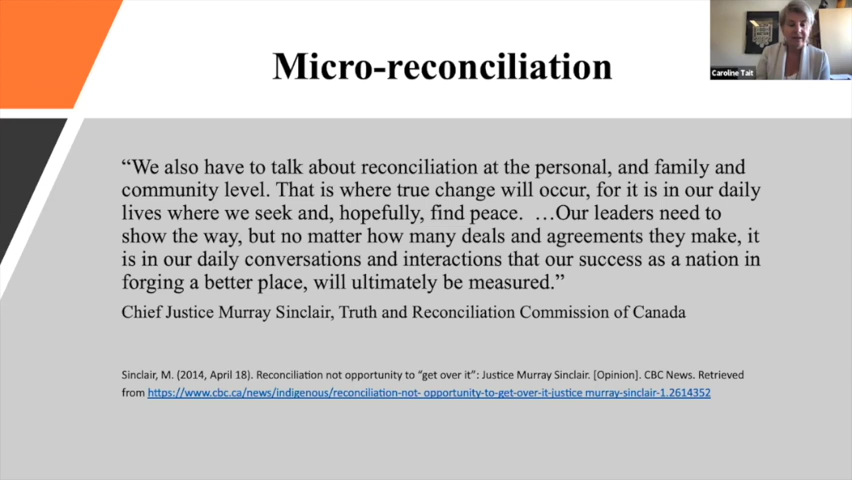 Micro-reconciliation
Caroline Tait
“We also have to talk about reconciliation at the personal, and family and
community level. That is where true change will occur, for it is in our daily
lives where we seek and, hopefully, find peace.  …Our leaders need to
show the way, but no matter how many deals and agreements they make, it
is in our daily conversations and interactions that our success as a nation in
forging a better place, will ultimately be measured.”
Chief Justice Murray Sinclair, Truth and Reconciliation Commission of Canada
Sinclair, M. (2014, April 18). Reconciliation not opportunity to “get over it”: Justice Murray Sinclair. [Opinion]. CBC News. Retrieved
from https://www.cbc.ca/news/indigenous/reconciliation-not- opportunity-to-get-over-it-justice murray-sinclair-1.2614352